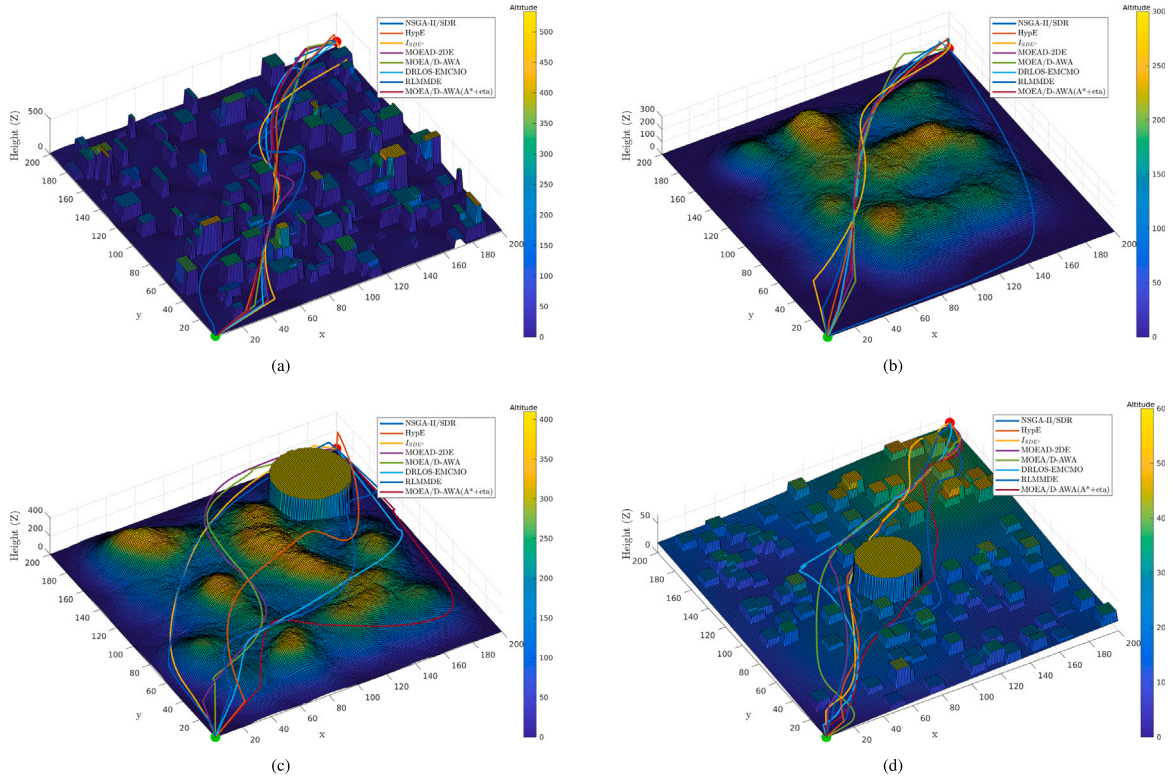 Altitude
NSGA-II/SDR
HypE
I_{SDE^+}
MOEAD-2DE
MOEA/D-AWA
DRLOS-EMCMO
RLMMDE
MOEA/D-AWA(A*+eta)
500
450
400
350
300
250
200
150
100
50
0
Height (Z)
500
0
200
180
160
140
120
100
80
60
40
20
y
20
40
60
80
100
120
140
160
180
200
x
(a)
Altitude
NSGA-II/SDR
HypE
I_{SDE^+}
MOEAD-2DE
MOEA/D-AWA
DRLOS-EMCMO
RLMMDE
MOEA/D-AWA(A*+eta)
300
250
200
150
100
50
0
Height (Z)
300
200
100
0
200
180
160
140
120
100
80
60
40
20
y
20
40
60
80
100
120
140
160
180
200
x
(b)
Altitude
NSGA-II/SDR
HypE
I_{SDE^+}
MOEAD-2DE
MOEA/D-AWA
DRLOS-EMCMO
RLMMDE
MOEA/D-AWA(A*+eta)
400
350
300
250
200
150
100
50
0
Height (Z)
400
200
0
200
180
160
140
120
100
80
60
40
20
y
20
40
60
80
100
120
140
160
180
200
x
(c)
Altitude
NSGA-II/SDR
HypE
I_{SDE^+}
MOEAD-2DE
MOEA/D-AWA
DRLOS-EMCMO
RLMMDE
MOEA/D-AWA(A*+eta)
60
50
40
30
20
10
0
Height (Z)
50
0
200
180
160
140
120
100
80
60
40
20
y
20
40
60
80
100
120
140
160
180
200
x
(d)